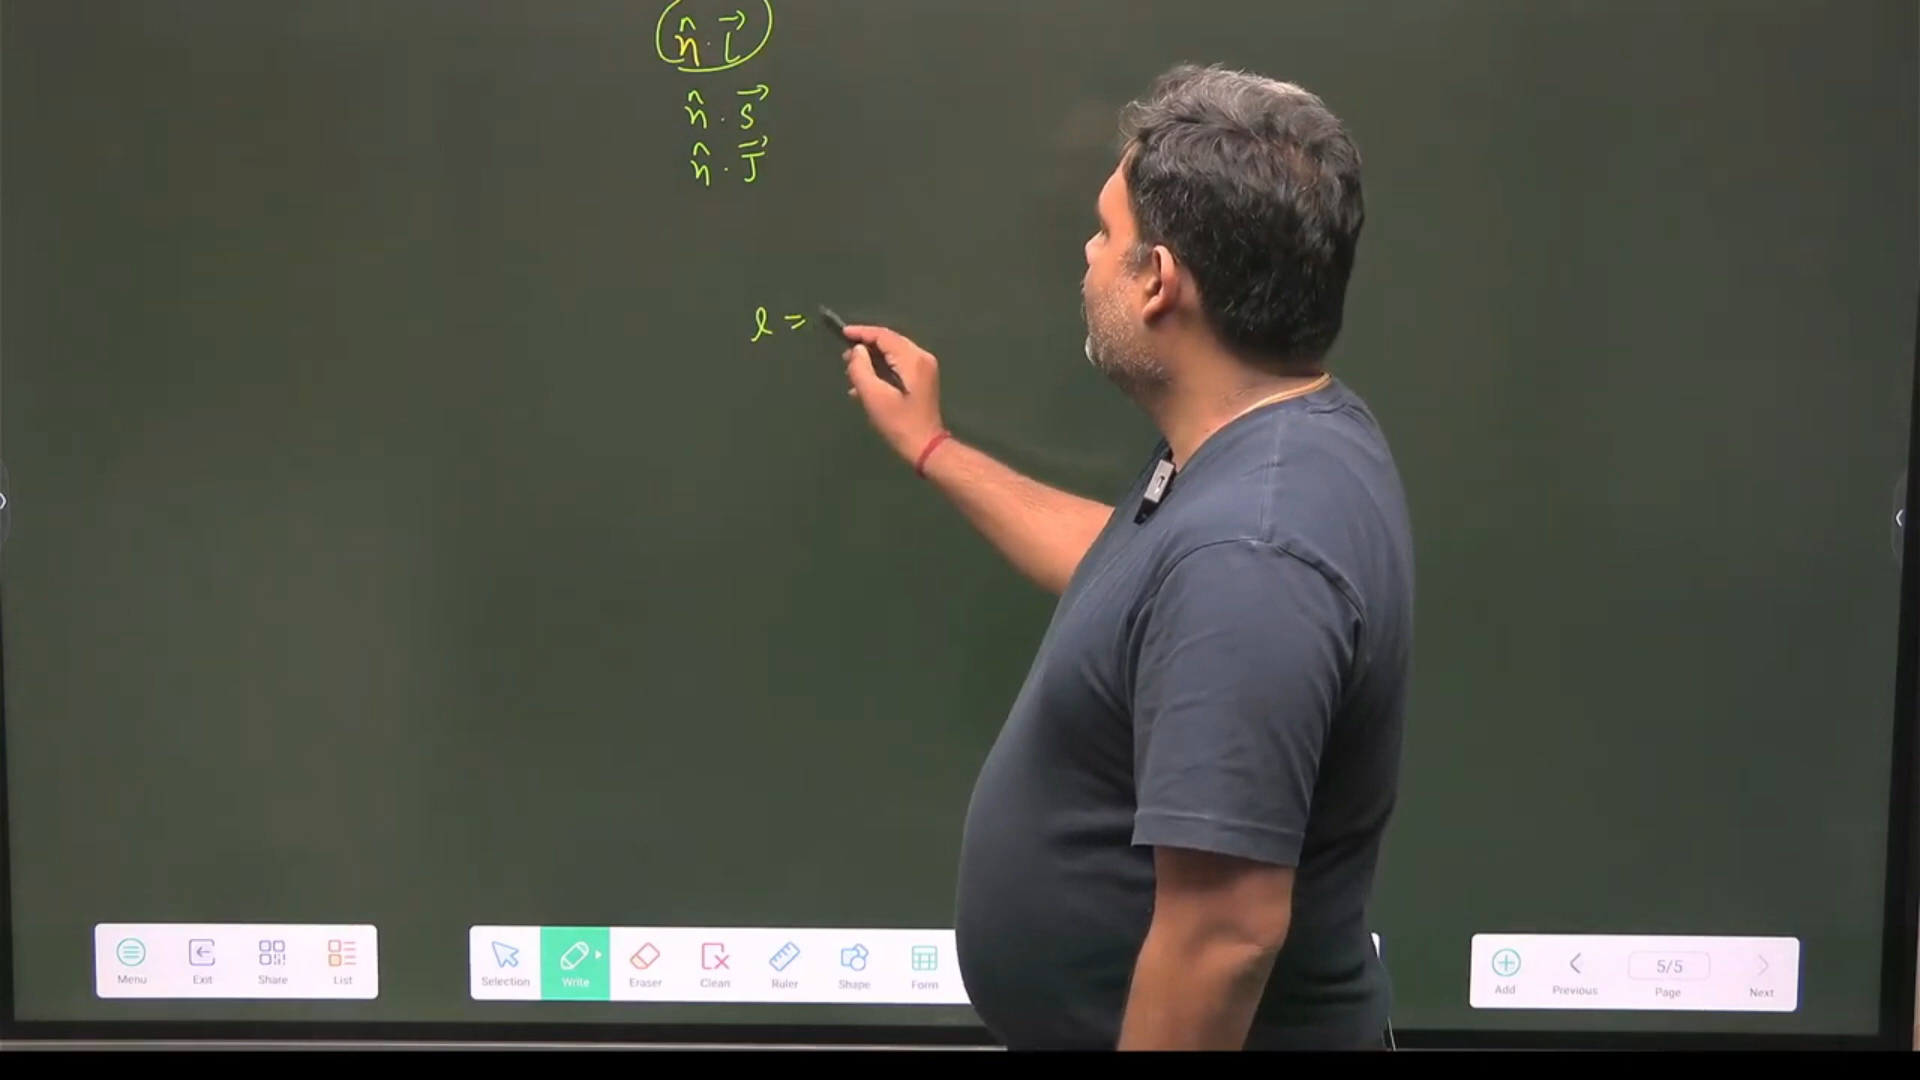 n̂ · L⃗
n̂ · S⃗
n̂ · J⃗
l =
Menu Exit Share List
Selection Write Eraser Clean Ruler Shape Form
Add Previous 5/5 Page Next